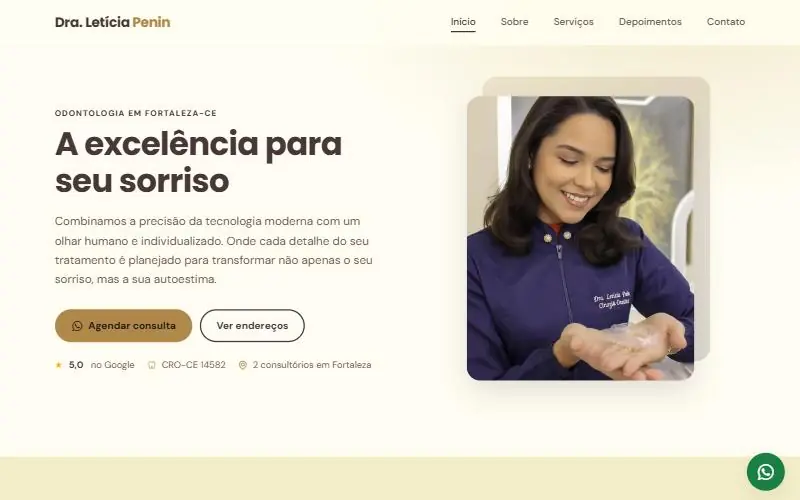 Dra. Letícia Penin
Início
Sobre
Serviços
Depoimentos
Contato
ODONTOLOGIA EM FORTALEZA-CE
A excelência para
seu sorriso
Combinamos a precisão da tecnologia moderna com um
olhar humano e individualizado. Onde cada detalhe do seu
tratamento é planejado para transformar não apenas o seu
sorriso, mas a sua autoestima.
Agendar consulta
Ver endereços
5,0 no Google
CRO-CE 14582
2 consultórios em Fortaleza
Dra. Letícia